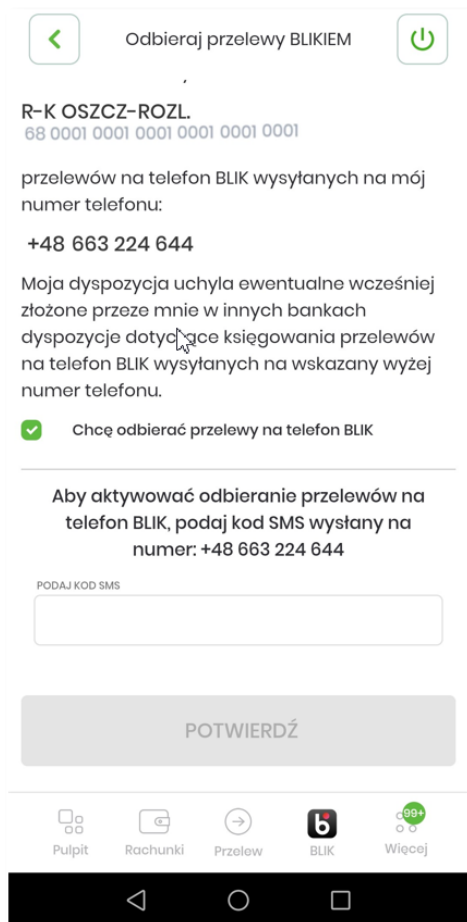 Odbieraj przelewy BLIKIEM
R-K OSZCZ-ROZL.
68 0001 0001 0001 0001 0001 0001
przelewów na telefon BLIK wysyłanych na mój
numer telefonu:
+48 663 224 644
Moja dyspozycja uchyla ewentualne wcześniej
złożone przeze mnie w innych bankach
dyspozycje dotyczące księgowania przelewów
na telefon BLIK wysyłanych na wskazany wyżej
numer telefonu.
Chcę odbierać przelewy na telefon BLIK
Aby aktywować odbieranie przelewów na
telefon BLIK, podaj kod SMS wysłany na
numer: +48 663 224 644
PODAJ KOD SMS
POTWIERDŹ
99+
Pulpit Rachunki Przelew BLIK Więcej